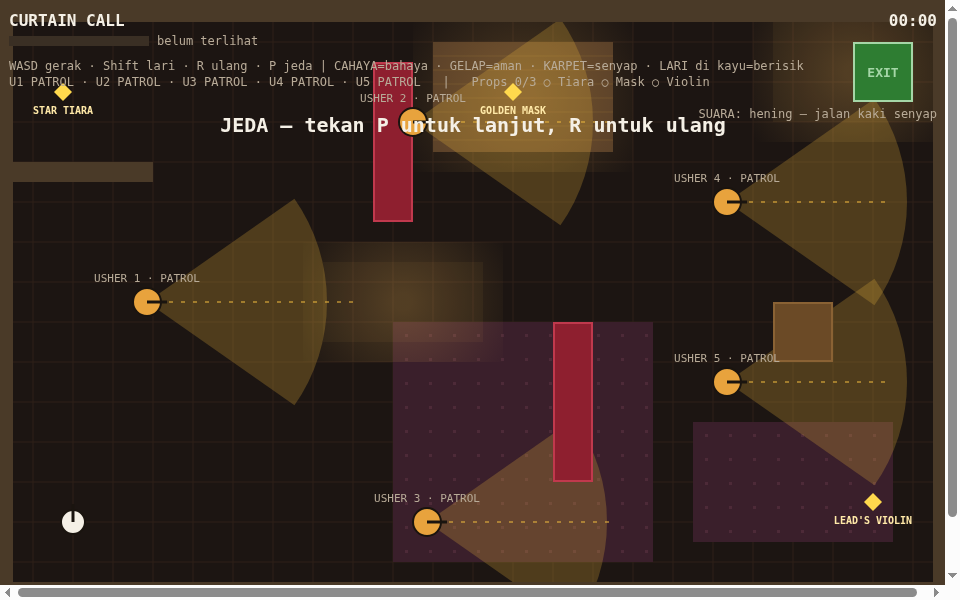 CURTAIN CALL
00:00
belum terlihat
WASD gerak · Shift lari · R ulang · P jeda | CAHAYA=bahaya · GELAP=aman · KARPET=senyap · LARI di kayu=berisik
U1 PATROL · U2 PATROL · U3 PATROL · U4 PATROL · U5 PATROL | Props 0/3 ○ Tiara ○ Mask ○ Violin
EXIT
USHER 2 · PATROL
STAR TIARA
GOLDEN MASK
SUARA: hening — jalan kaki senyap
JEDA — tekan P untuk lanjut, R untuk ulang
USHER 4 · PATROL
USHER 1 · PATROL
USHER 5 · PATROL
USHER 3 · PATROL
LEAD'S VIOLIN